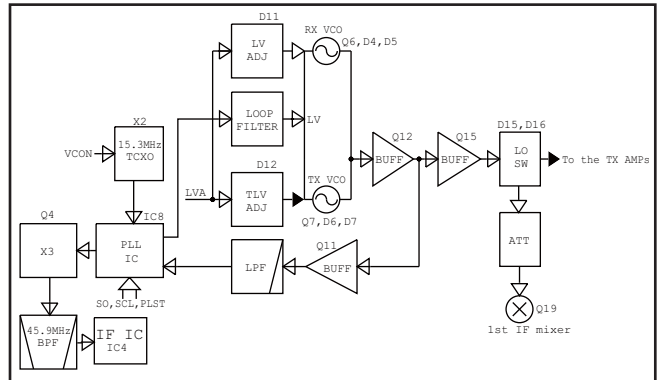 D11
LV
ADJ
RX VCO
Q6,D4,D5
LOOP
FILTER
LV
X2
15.3MHz
TCXO
VCON
D12
TLV
ADJ
LVA
TX VCO
Q7,D6,D7
Q12
BUFF
Q15
BUFF
D15,D16
LO
SW
To the TX AMPs
Q4
X3
IC8
PLL
IC
LPF
Q11
BUFF
ATT
SO,SCL,PLST
45.9MHz
BPF
IF IC
IC4
Q19
1st IF mixer